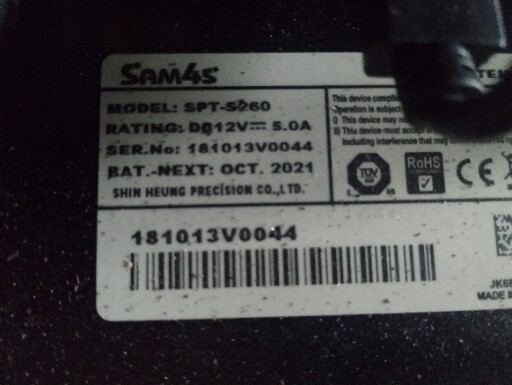 SAM4S
MODEL: SPT-S260
RATING: DC12V⎓ 5.0A
SER.No: 181013V0044
BAT.-NEXT: OCT. 2021
SHIN HEUNG PRECISION CO.,LTD.
This device
Operation is subject
I) This device may
II) This device must accept
including interference that may
TÜV
RoHS
CE
181013V0044
MADE